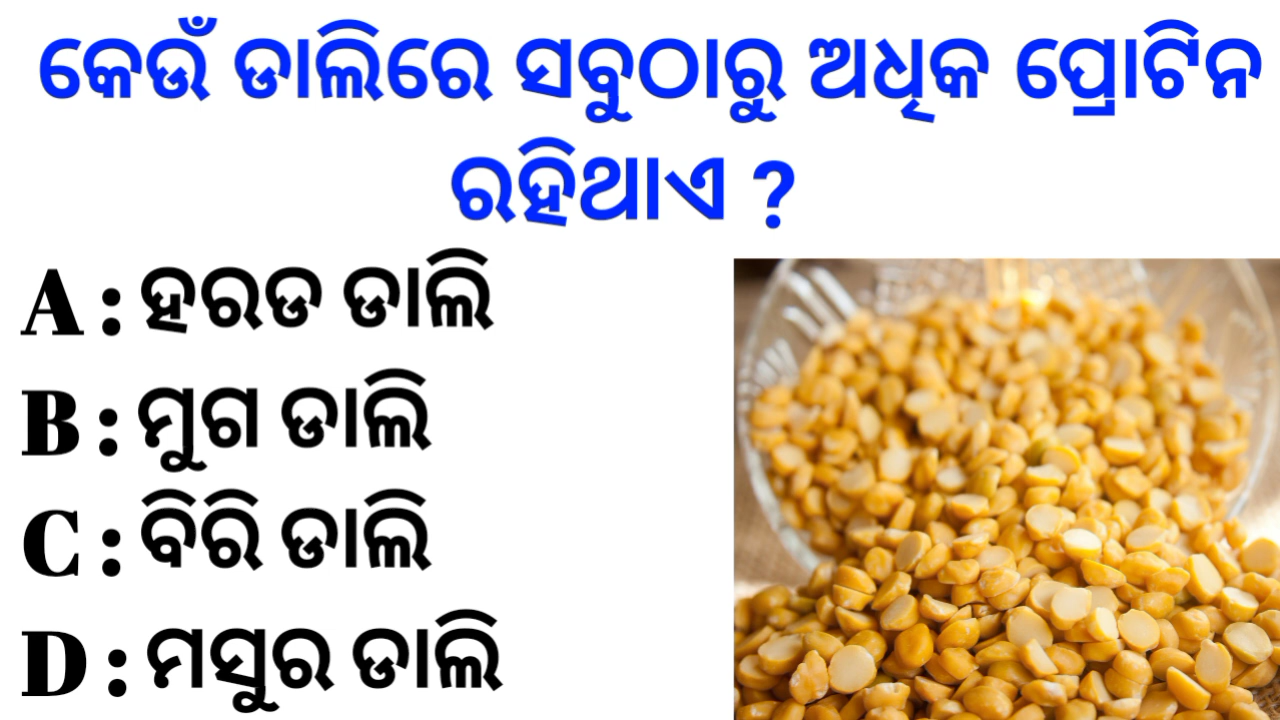 କେଉଁ ଡାଲିରେ ସବୁଠାରୁ ଅଧିକ ପ୍ରୋଟିନ
ରହିଥାଏ ?
A : ହରଡ ଡାଲି
B : ମୁଗ ଡାଲି
C : ବିରି ଡାଲି
D : ମସୁର ଡାଲି